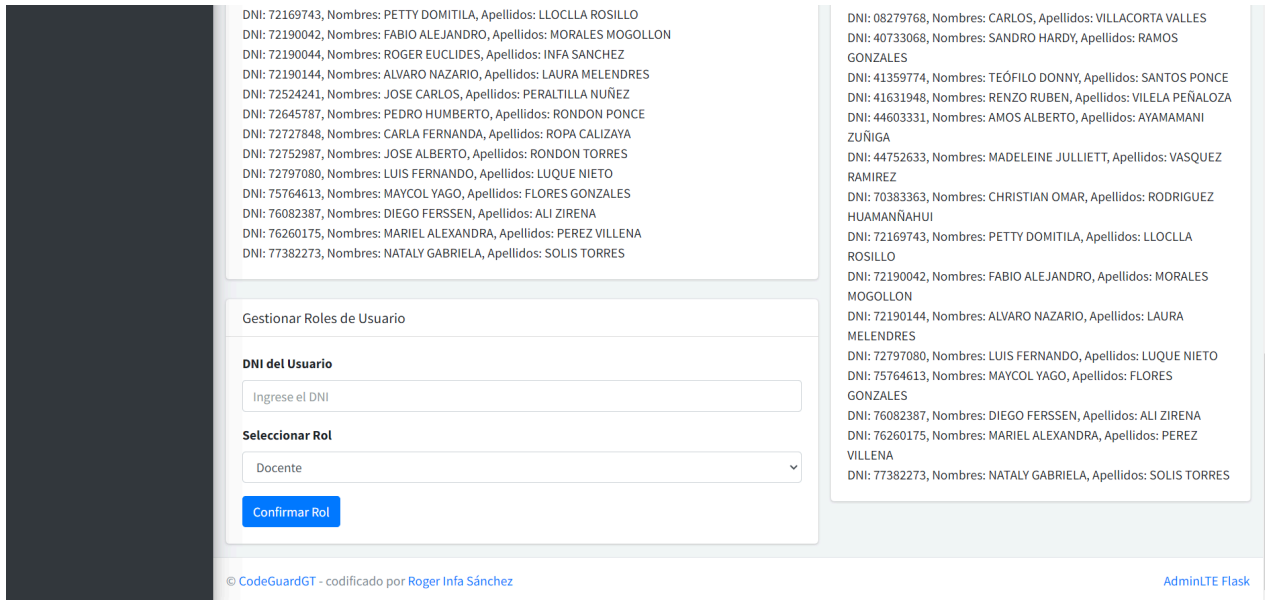 DNI: 72169743, Nombres: PETTY DOMITILA, Apellidos: LLOCLLA ROSILLO
DNI: 72190042, Nombres: FABIO ALEJANDRO, Apellidos: MORALES MOGOLLON
DNI: 72190044, Nombres: ROGER EUCLIDES, Apellidos: INFA SANCHEZ
DNI: 72190144, Nombres: ALVARO NAZARIO, Apellidos: LAURA MELENDRES
DNI: 72524241, Nombres: JOSE CARLOS, Apellidos: PERALTILLA NUÑEZ
DNI: 72645787, Nombres: PEDRO HUMBERTO, Apellidos: RONDON PONCE
DNI: 72727848, Nombres: CARLA FERNANDA, Apellidos: ROPA CALIZAYA
DNI: 72752987, Nombres: JOSE ALBERTO, Apellidos: RONDON TORRES
DNI: 72797080, Nombres: LUIS FERNANDO, Apellidos: LUQUE NIETO
DNI: 75764613, Nombres: MAYCOL YAGO, Apellidos: FLORES GONZALES
DNI: 76082387, Nombres: DIEGO FERSSEN, Apellidos: ALI ZIRENA
DNI: 76260175, Nombres: MARIEL ALEXANDRA, Apellidos: PEREZ VILLENA
DNI: 77382273, Nombres: NATALY GABRIELA, Apellidos: SOLIS TORRES
Gestionar Roles de Usuario
DNI del Usuario
Ingrese el DNI
Seleccionar Rol
Docente
Confirmar Rol
DNI: 08279768, Nombres: CARLOS, Apellidos: VILLACORTA VALLES
DNI: 40733068, Nombres: SANDRO HARDY, Apellidos: RAMOS
GONZALES
DNI: 41359774, Nombres: TEÓFILO DONNY, Apellidos: SANTOS PONCE
DNI: 41631948, Nombres: RENZO RUBEN, Apellidos: VILELA PEÑALOZA
DNI: 44603331, Nombres: AMOS ALBERTO, Apellidos: AYAMAMANI
ZUÑIGA
DNI: 44752633, Nombres: MADELEINE JULLIETT, Apellidos: VASQUEZ
RAMIREZ
DNI: 70383363, Nombres: CHRISTIAN OMAR, Apellidos: RODRIGUEZ
HUAMANÑAHUI
DNI: 72169743, Nombres: PETTY DOMITILA, Apellidos: LLOCLLA
ROSILLO
DNI: 72190042, Nombres: FABIO ALEJANDRO, Apellidos: MORALES
MOGOLLON
DNI: 72190144, Nombres: ALVARO NAZARIO, Apellidos: LAURA
MELENDRES
DNI: 72797080, Nombres: LUIS FERNANDO, Apellidos: LUQUE NIETO
DNI: 75764613, Nombres: MAYCOL YAGO, Apellidos: FLORES
GONZALES
DNI: 76082387, Nombres: DIEGO FERSSEN, Apellidos: ALI ZIRENA
DNI: 76260175, Nombres: MARIEL ALEXANDRA, Apellidos: PEREZ
VILLENA
DNI: 77382273, Nombres: NATALY GABRIELA, Apellidos: SOLIS TORRES
© CodeGuardGT - codificado por Roger Infa Sánchez
AdminLTE Flask